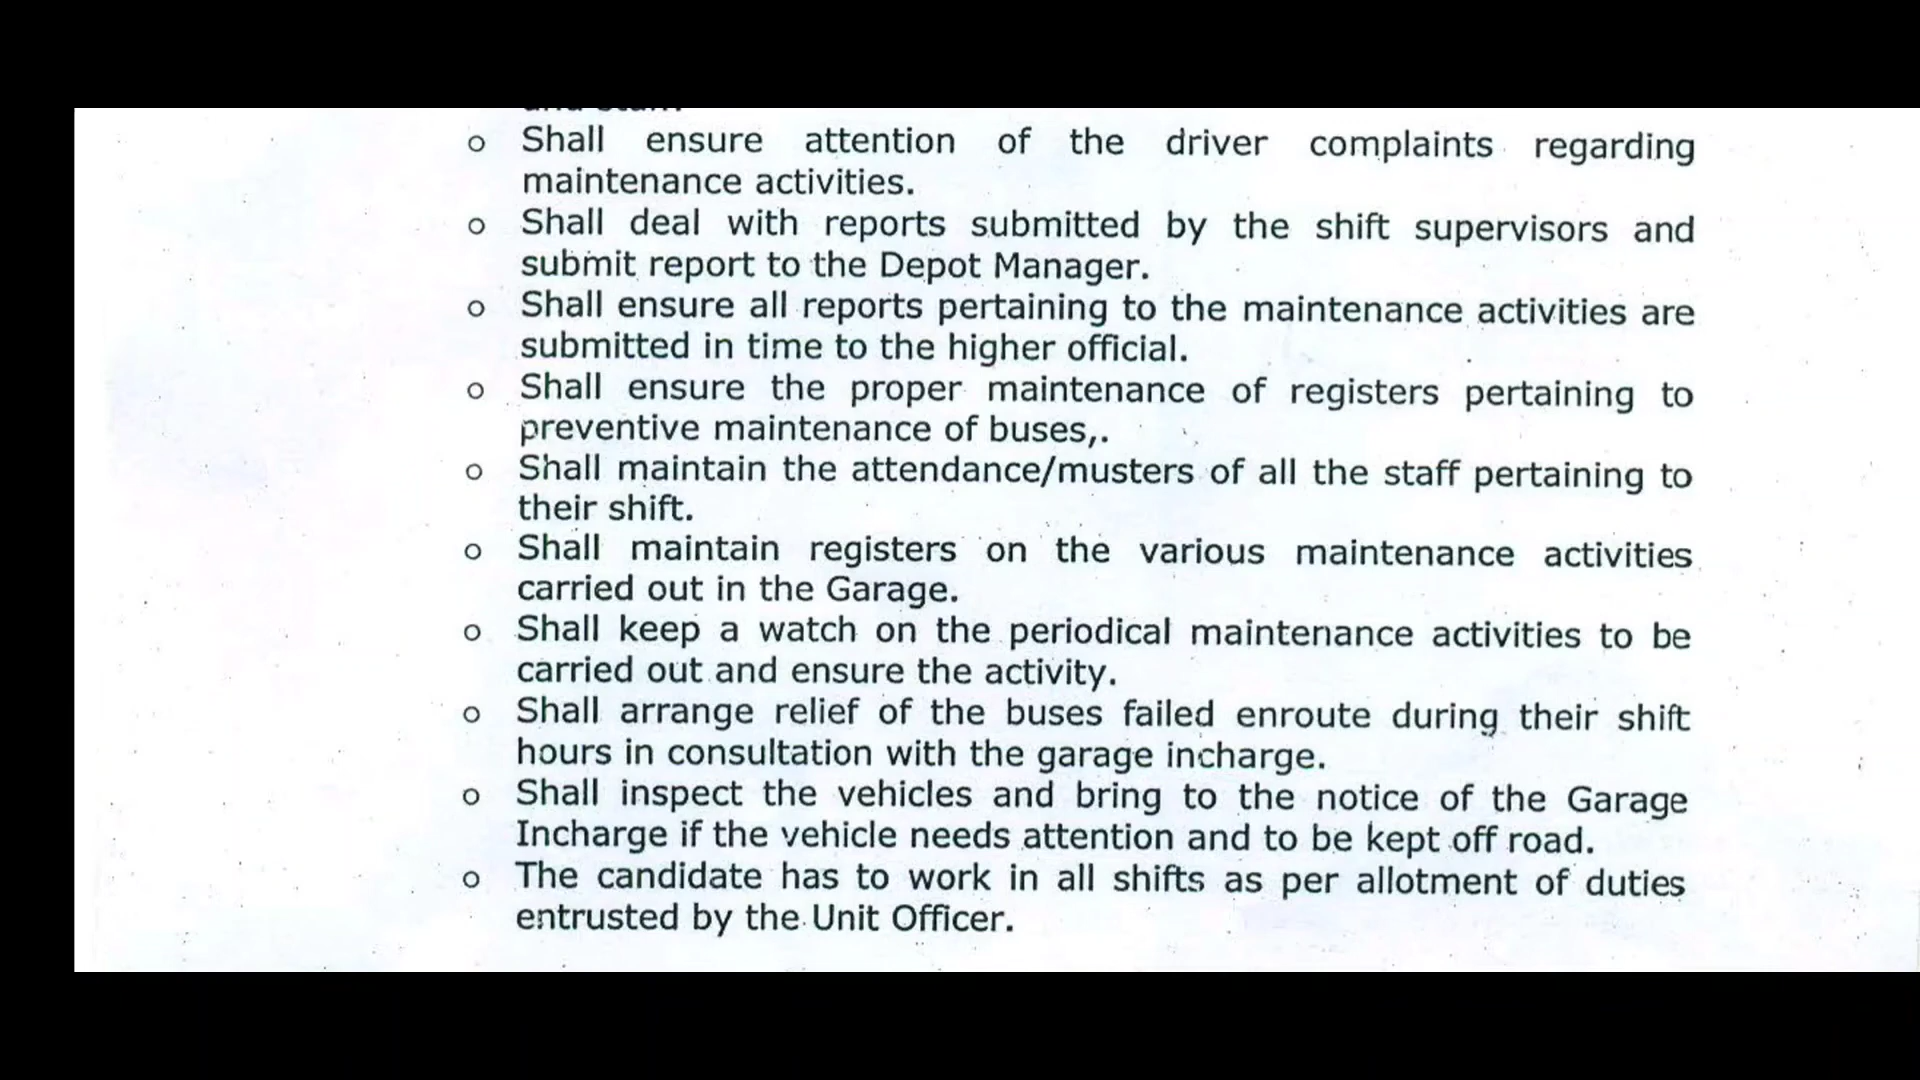 o Shall ensure attention of the driver complaints regarding
maintenance activities.
o Shall deal with reports submitted by the shift supervisors and
submit report to the Depot Manager.
o Shall ensure all reports pertaining to the maintenance activities are
submitted in time to the higher official.
o Shall ensure the proper maintenance of registers pertaining to
preventive maintenance of buses,.
o Shall maintain the attendance/musters of all the staff pertaining to
their shift.
o Shall maintain registers on the various maintenance activities
carried out in the Garage.
o Shall keep a watch on the periodical maintenance activities to be
carried out and ensure the activity.
o Shall arrange relief of the buses failed enroute during their shift
hours in consultation with the garage incharge.
o Shall inspect the vehicles and bring to the notice of the Garage
Incharge if the vehicle needs attention and to be kept off road.
o The candidate has to work in all shifts as per allotment of duties
entrusted by the Unit Officer.